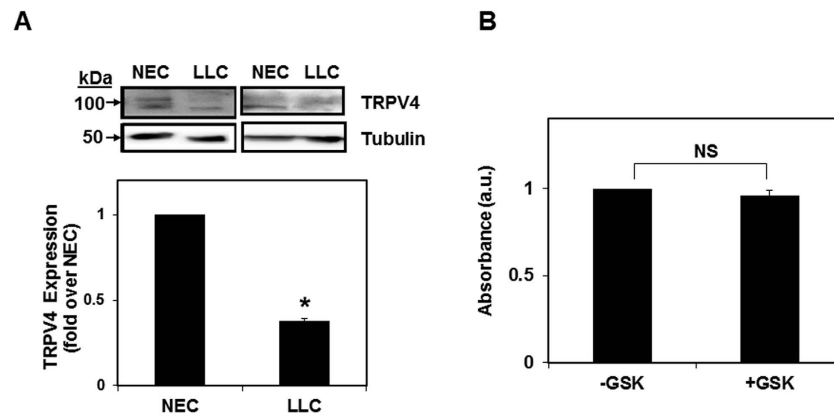 A
kDa
NEC LLC NEC LLC
100 TRPV4
50 Tubulin
TRPV4 Expression
(fold over NEC)
1
0.5
0
*
NEC LLC
B
Absorbance (a.u.)
NS
1
0.5
0
-GSK +GSK